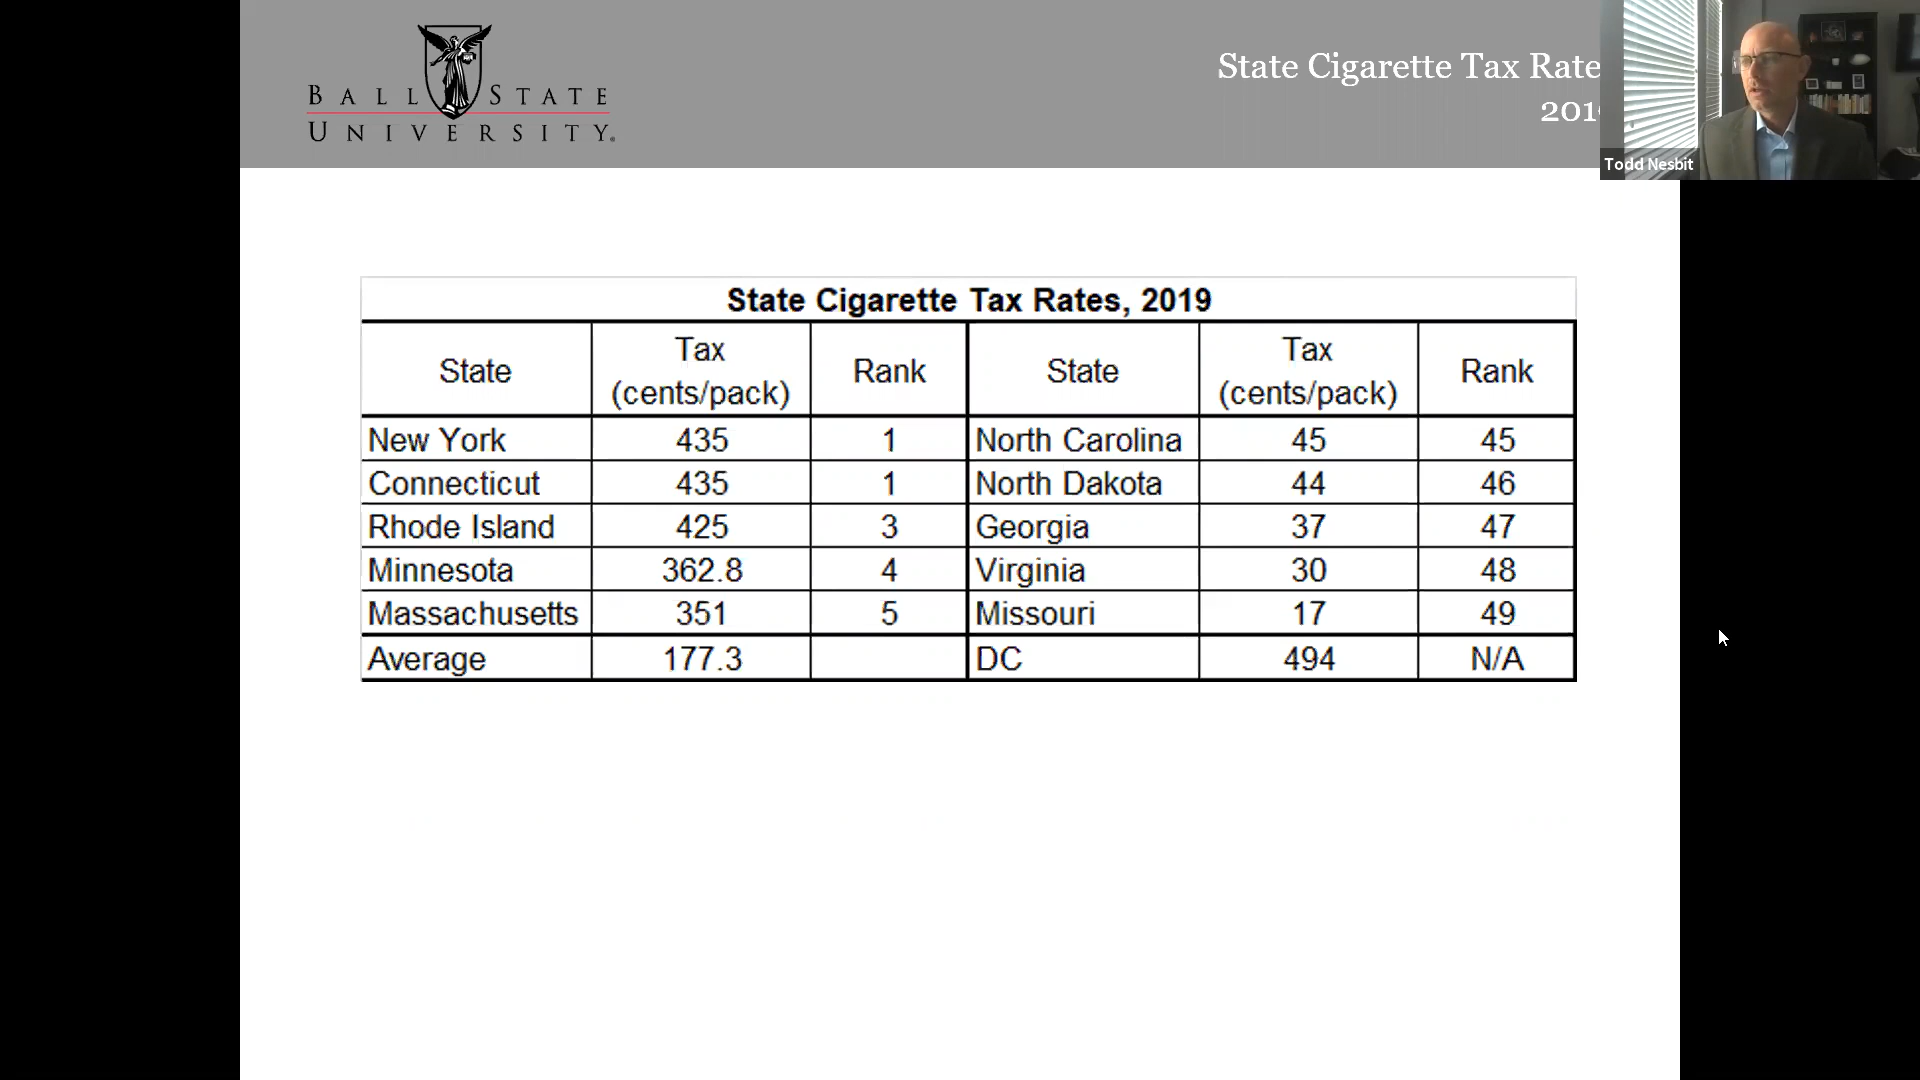 BALL STATE
UNIVERSITY.
State Cigarette Tax Rate
201
Todd Nesbit
State Cigarette Tax Rates, 2019
State Tax (cents/pack) Rank State Tax (cents/pack) Rank
New York 435 1 North Carolina 45 45
Connecticut 435 1 North Dakota 44 46
Rhode Island 425 3 Georgia 37 47
Minnesota 362.8 4 Virginia 30 48
Massachusetts 351 5 Missouri 17 49
Average 177.3 DC 494 N/A